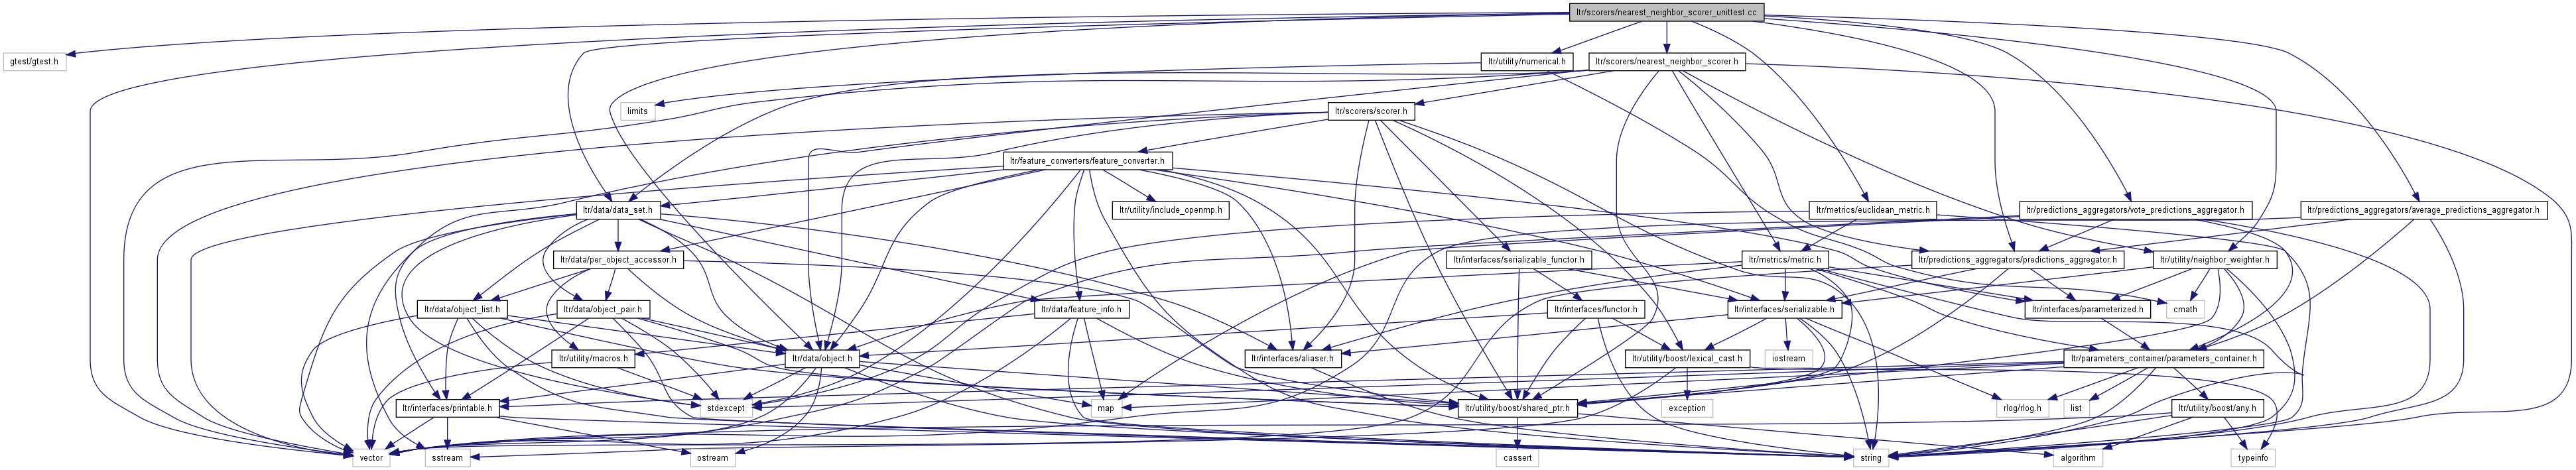 ltr/scorers/nearest_neighbor_scorer_unittest.cc
gtest/gtest.h
ltr/utility/numerical.h
ltr/scorers/nearest_neighbor_scorer.h
limits
ltr/scorers/scorer.h
ltr/feature_converters/feature_converter.h
ltr/data/data_set.h
ltr/utility/include_openmp.h
ltr/metrics/euclidean_metric.h
ltr/predictions_aggregators/vote_predictions_aggregator.h
ltr/predictions_aggregators/average_predictions_aggregator.h
ltr/data/per_object_accessor.h
ltr/interfaces/serializable_functor.h
ltr/metrics/metric.h
ltr/predictions_aggregators/predictions_aggregator.h
ltr/utility/neighbor_weighter.h
ltr/data/object_list.h
ltr/data/object_pair.h
ltr/data/feature_info.h
ltr/interfaces/functor.h
ltr/interfaces/serializable.h
ltr/interfaces/parameterized.h
cmath
ltr/utility/macros.h
ltr/data/object.h
ltr/interfaces/aliaser.h
ltr/utility/boost/lexical_cast.h
iostream
ltr/parameters_container/parameters_container.h
ltr/interfaces/printable.h
stdexcept
map
ltr/utility/boost/shared_ptr.h
exception
rlog/rlog.h
list
ltr/utility/boost/any.h
vector
sstream
ostream
cassert
string
algorithm
typeinfo